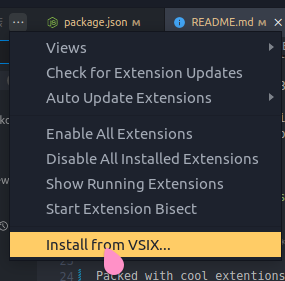 package.json M
README.md M
Views
Check for Extension Updates
Auto Update Extensions
Enable All Extensions
Disable All Installed Extensions
Show Running Extensions
Start Extension Bisect
Install from VSIX...
24 Packed with cool extentions